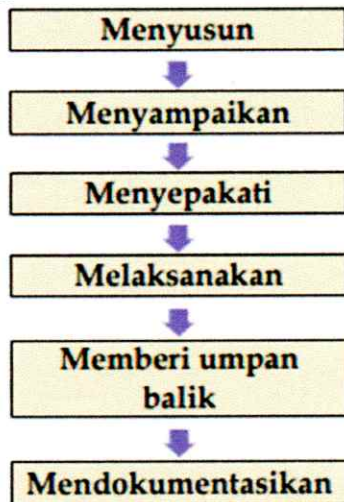 Menyusun
Menyampaikan
Menyepakati
Melaksanakan
Memberi umpan
balik
Mendokumentasikan